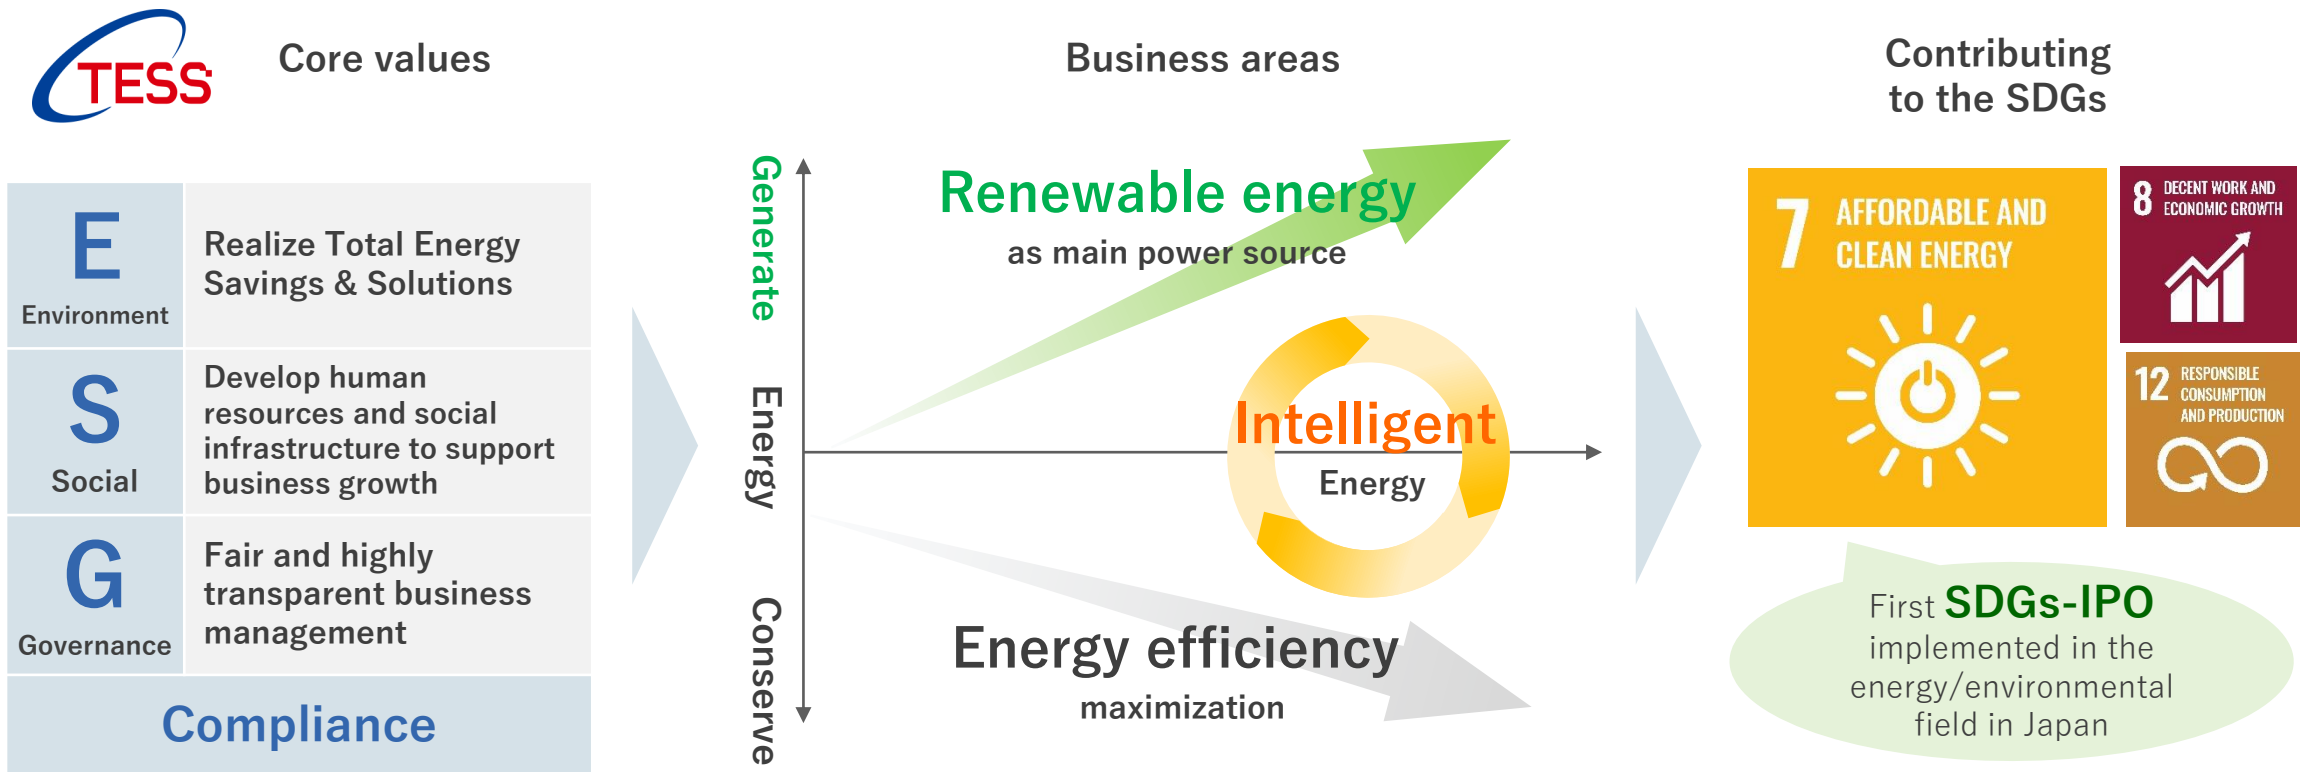 TESS
Core values
E
Environment
Realize Total Energy
Savings & Solutions
S
Social
Develop human
resources and social
infrastructure to support
business growth
G
Governance
Fair and highly
transparent business
management
Compliance
Business areas
Generate
Energy
Conserve
Renewable energy
as main power source
Intelligent
Energy
Energy efficiency
maximization
Contributing
to the SDGs
7 AFFORDABLE AND
CLEAN ENERGY
8 DECENT WORK AND
ECONOMIC GROWTH
12 RESPONSIBLE
CONSUMPTION
AND PRODUCTION
First SDGs-IPO
implemented in the
energy/environmental
field in Japan